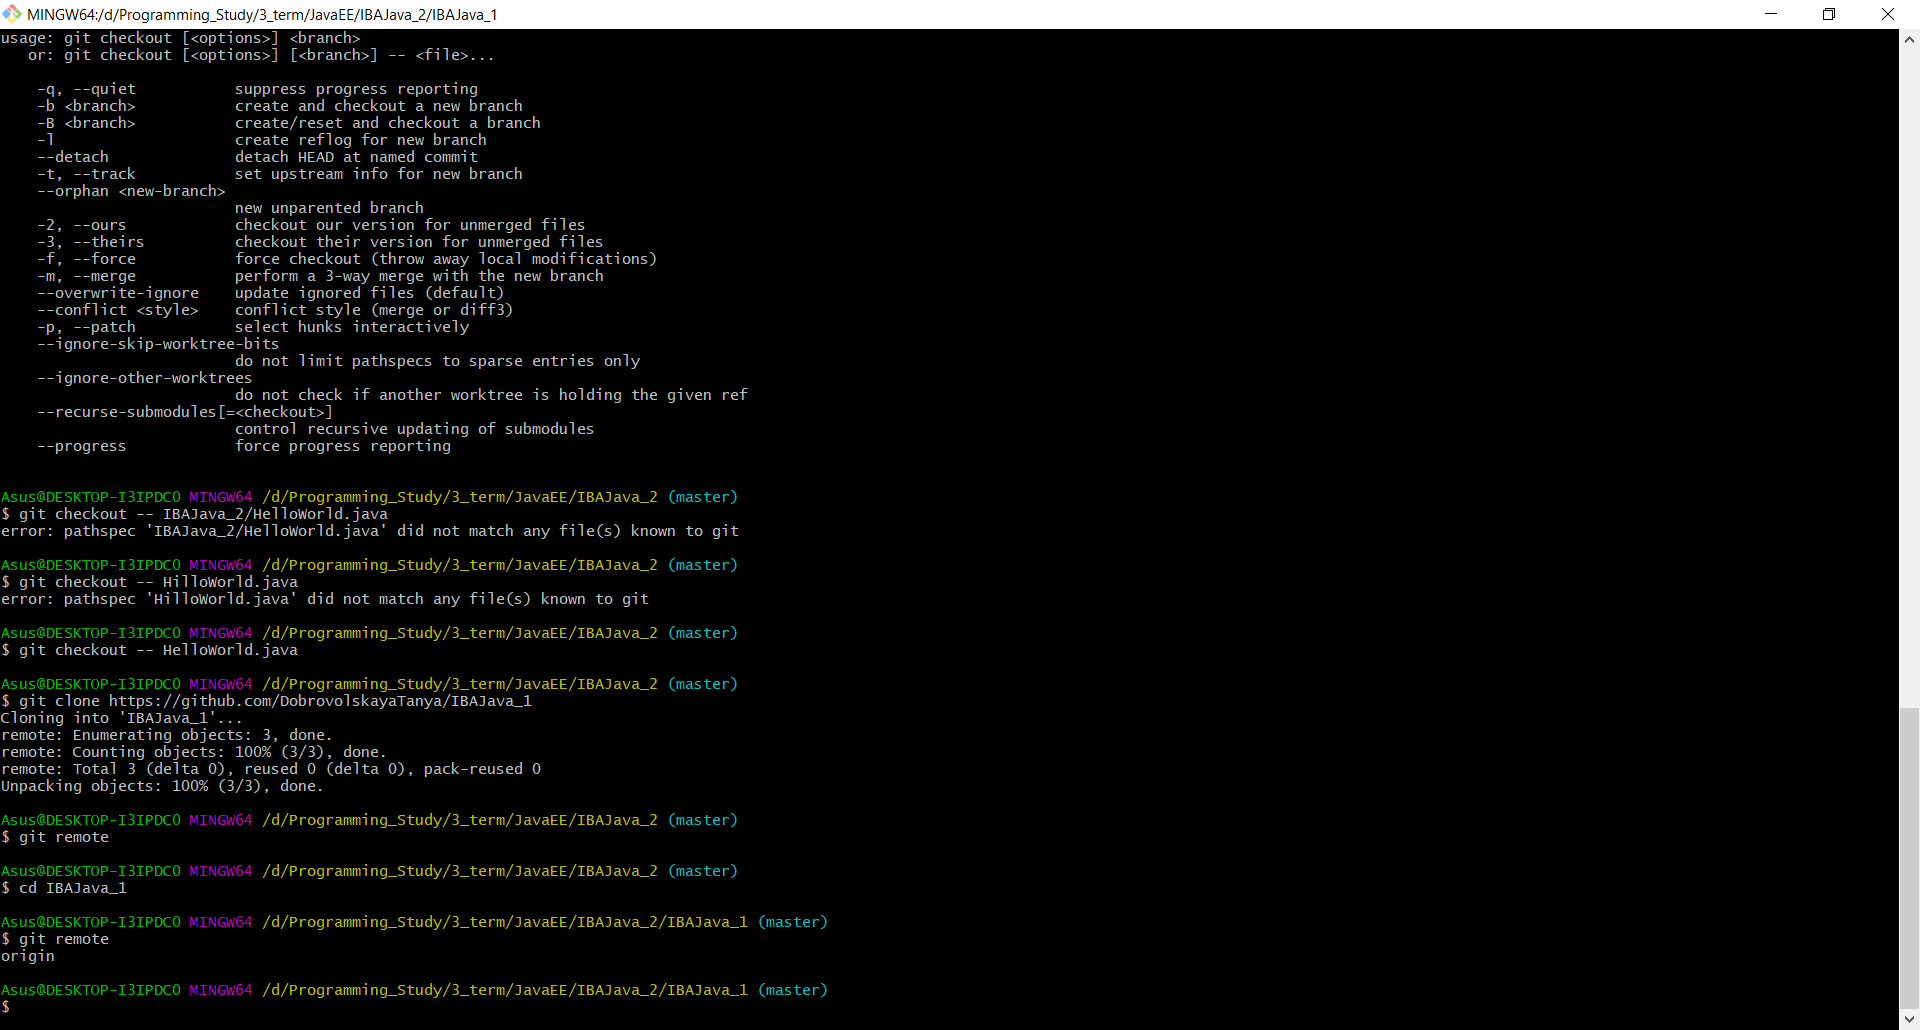 MINGW64:/d/Programming_Study/3_term/JavaEE/IBAJava_2/IBAJava_1
usage: git checkout [<options>] <branch>
   or: git checkout [<options>] [<branch>] -- <file>...

    -q, --quiet           suppress progress reporting
    -b <branch>           create and checkout a new branch
    -B <branch>           create/reset and checkout a branch
    -l                    create reflog for new branch
    --detach              detach HEAD at named commit
    -t, --track           set upstream info for new branch
    --orphan <new-branch>
                          new unparented branch
    -2, --ours            checkout our version for unmerged files
    -3, --theirs          checkout their version for unmerged files
    -f, --force           force checkout (throw away local modifications)
    -m, --merge           perform a 3-way merge with the new branch
    --overwrite-ignore    update ignored files (default)
    --conflict <style>    conflict style (merge or diff3)
    -p, --patch           select hunks interactively
    --ignore-skip-worktree-bits
                          do not limit pathspecs to sparse entries only
    --ignore-other-worktrees
                          do not check if another worktree is holding the given ref
    --recurse-submodules[=<checkout>]
                          control recursive updating of submodules
    --progress            force progress reporting

Asus@DESKTOP-I3IPDCO MINGW64 /d/Programming_Study/3_term/JavaEE/IBAJava_2 (master)
$ git checkout -- IBAJava_2/HelloWorld.java
error: pathspec 'IBAJava_2/HelloWorld.java' did not match any file(s) known to git

Asus@DESKTOP-I3IPDCO MINGW64 /d/Programming_Study/3_term/JavaEE/IBAJava_2 (master)
$ git checkout -- HilloWorld.java
error: pathspec 'HilloWorld.java' did not match any file(s) known to git

Asus@DESKTOP-I3IPDCO MINGW64 /d/Programming_Study/3_term/JavaEE/IBAJava_2 (master)
$ git checkout -- HelloWorld.java

Asus@DESKTOP-I3IPDCO MINGW64 /d/Programming_Study/3_term/JavaEE/IBAJava_2 (master)
$ git clone https://github.com/DobrovolskayaTanya/IBAJava_1
Cloning into 'IBAJava_1'...
remote: Enumerating objects: 3, done.
remote: Counting objects: 100% (3/3), done.
remote: Total 3 (delta 0), reused 0 (delta 0), pack-reused 0
Unpacking objects: 100% (3/3), done.

Asus@DESKTOP-I3IPDCO MINGW64 /d/Programming_Study/3_term/JavaEE/IBAJava_2 (master)
$ git remote

Asus@DESKTOP-I3IPDCO MINGW64 /d/Programming_Study/3_term/JavaEE/IBAJava_2 (master)
$ cd IBAJava_1

Asus@DESKTOP-I3IPDCO MINGW64 /d/Programming_Study/3_term/JavaEE/IBAJava_2/IBAJava_1 (master)
$ git remote
origin

Asus@DESKTOP-I3IPDCO MINGW64 /d/Programming_Study/3_term/JavaEE/IBAJava_2/IBAJava_1 (master)
$